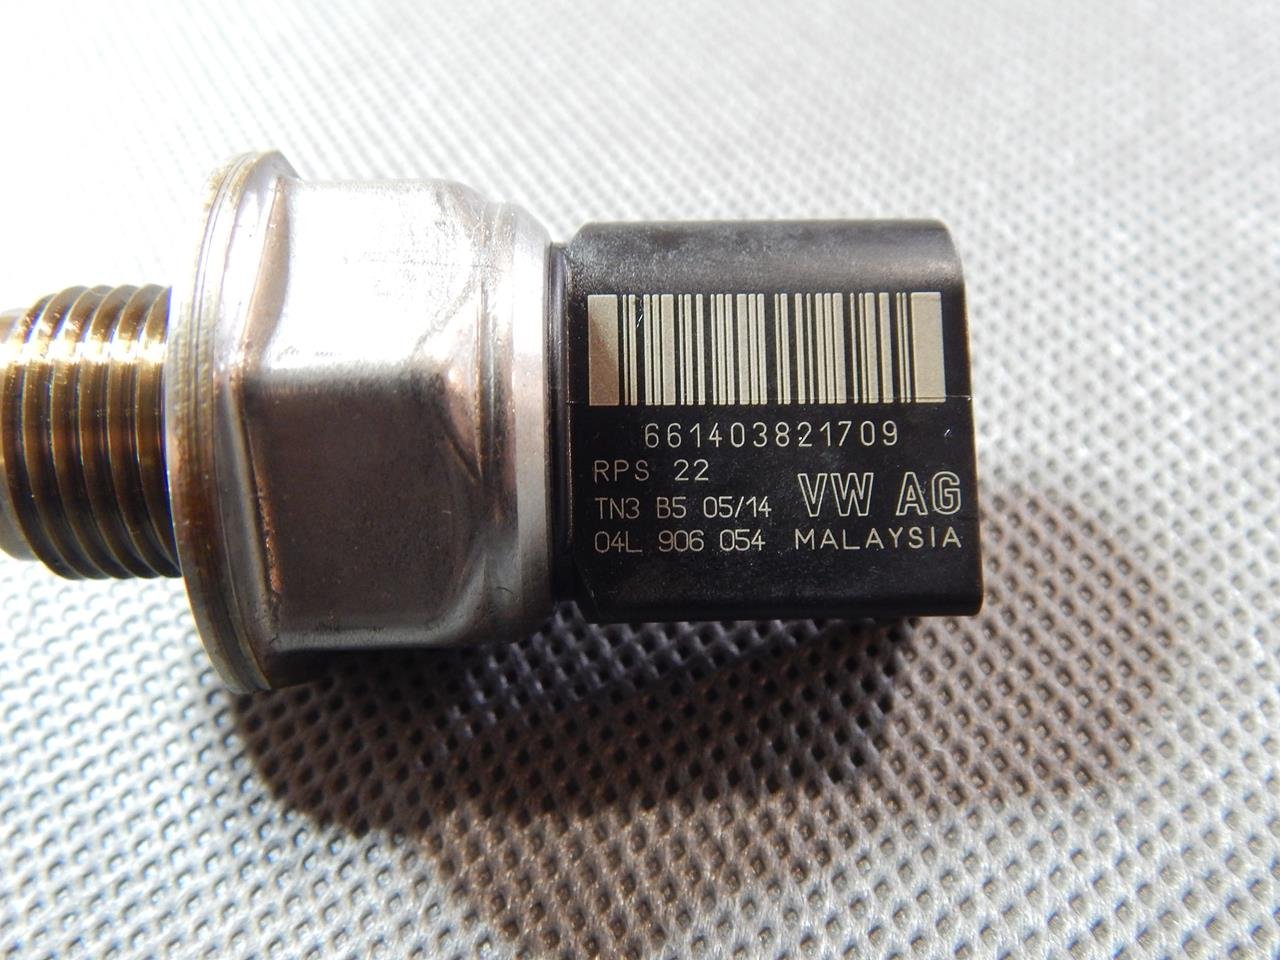 661403821709
RPS 22
TN3 B5 05/14 VW AG
04L 906 054 MALAYSIA